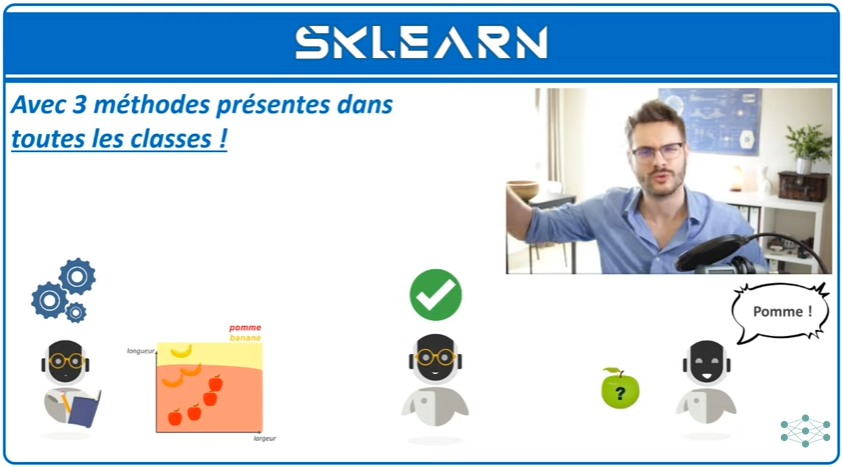 SKLEARN
Avec 3 méthodes présentes dans
toutes les classes !
pomme
banane
longueur
largeur
?
Pomme !